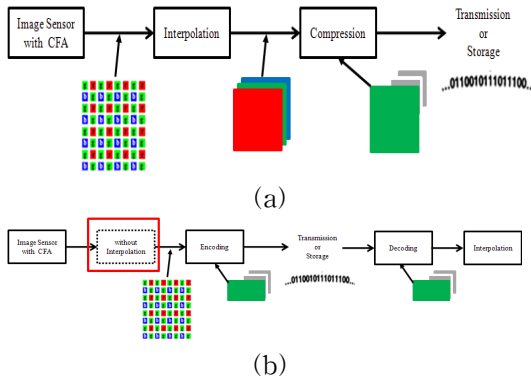 Image Sensor
with CFA
Interpolation
Compression
Transmission
or
Storage
...0110010111011100...
(a)
Image Sensor
with CFA
without
Interpolation
Encoding
Transmission
or
Storage
...0110010111011100...
Decoding
Interpolation
(b)